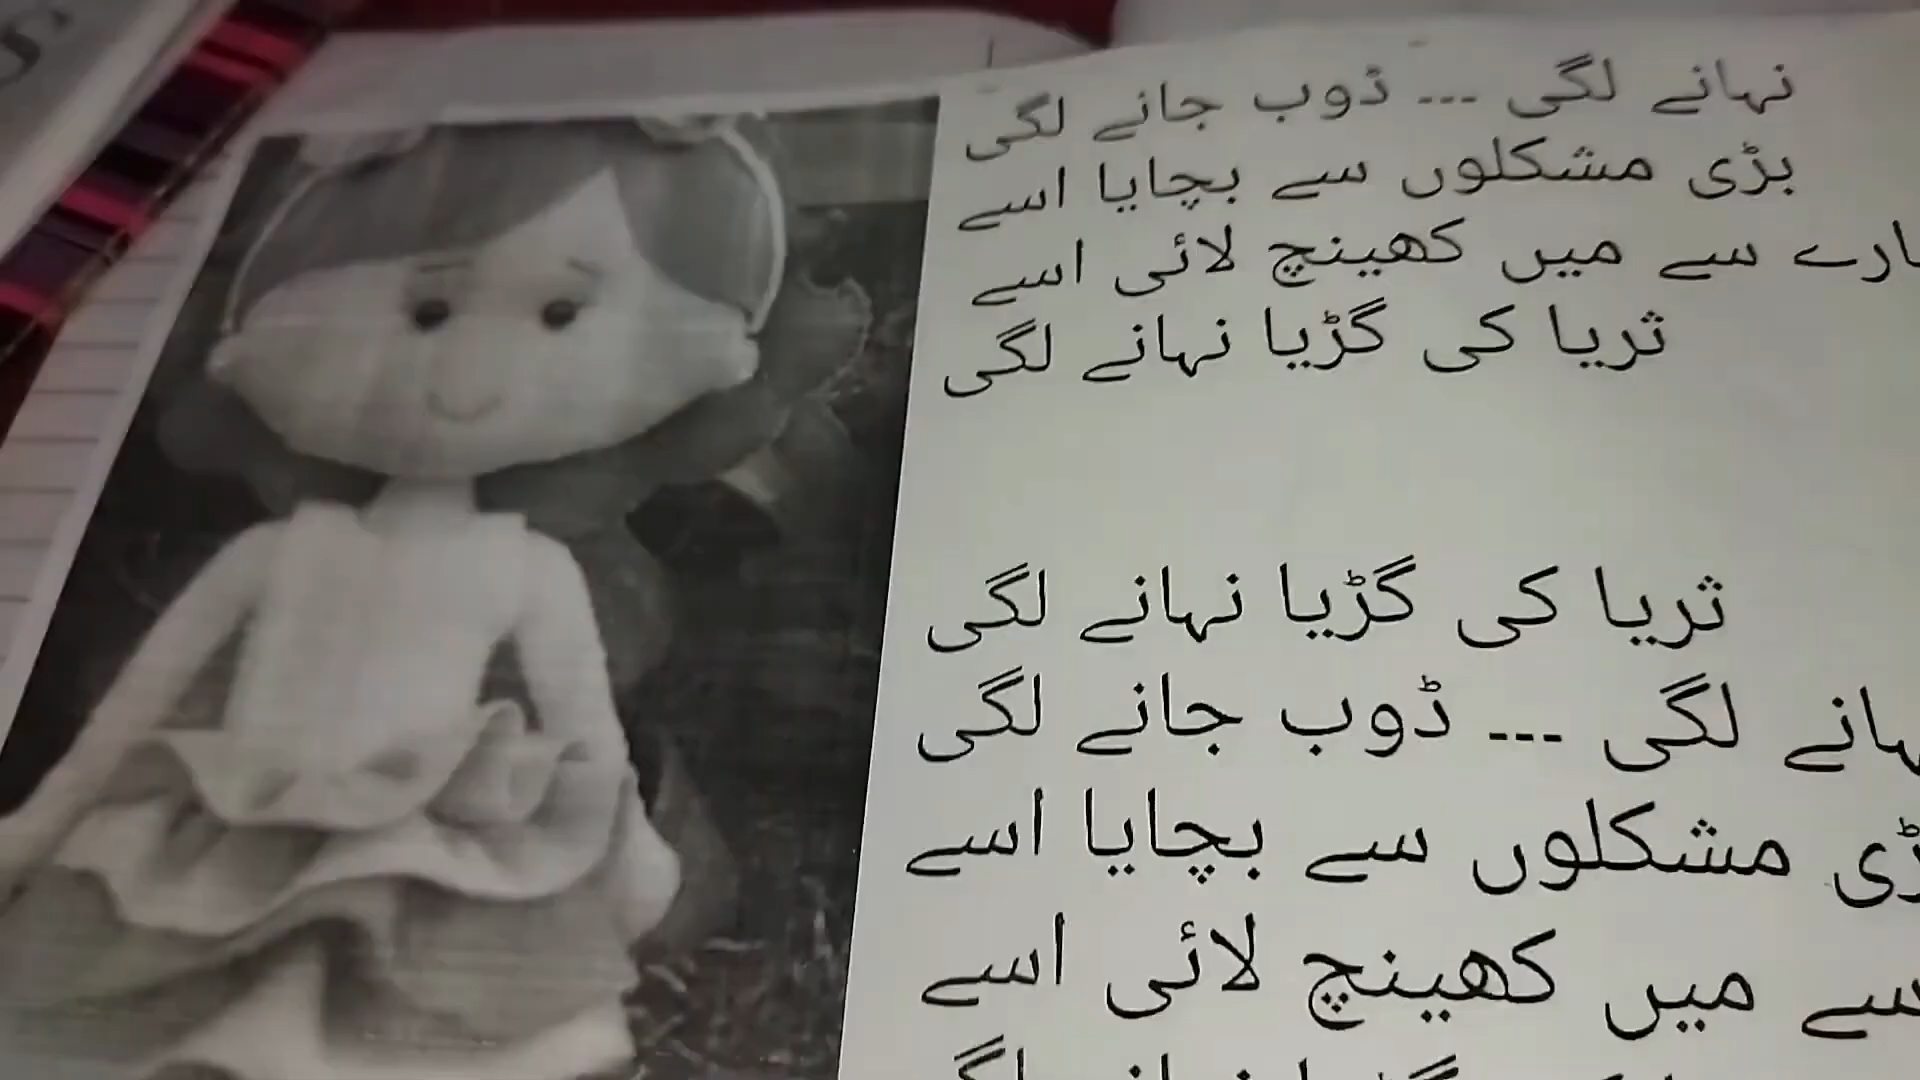 نہانے لگی --- ڈوب جانے لگی
بڑی مشکلوں سے بچایا اسے
سے میں کھینچ لائی اسے
ثریا کی گڑیا نہانے لگی
ثریا کی گڑیا نہانے لگی
لگی --- ڈوب جانے لگی
مشکلوں سے بچایا اسے
سے میں کھینچ لائی اسے